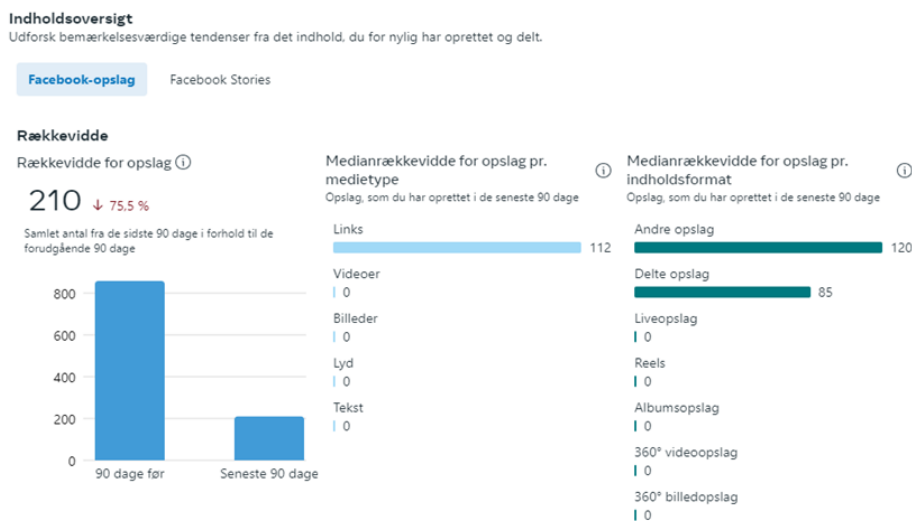 Indholdsoversigt
Udforsk bemærkelsesværdige tendenser fra det indhold, du for nylig har oprettet og delt.
Facebook-opslag
Facebook Stories
Rækkevidde
Rækkevidde for opslag
210 ↓ 75,5 %
Samlet antal fra de sidste 90 dage i forhold til de
forudgående 90 dage
800
600
400
200
0
90 dage før
Seneste 90 dage
Medianrækkevidde for opslag pr.
medietype
Opslag, som du har oprettet i de seneste 90 dage
Links
112
Videoer
0
Billeder
0
Lyd
0
Tekst
0
Medianrækkevidde for opslag pr.
indholdsformat
Opslag, som du har oprettet i de seneste 90 dage
Andre opslag
120
Delte opslag
85
Liveopslag
0
Reels
0
Albumsopslag
0
360° videoopslag
0
360° billedopslag
0